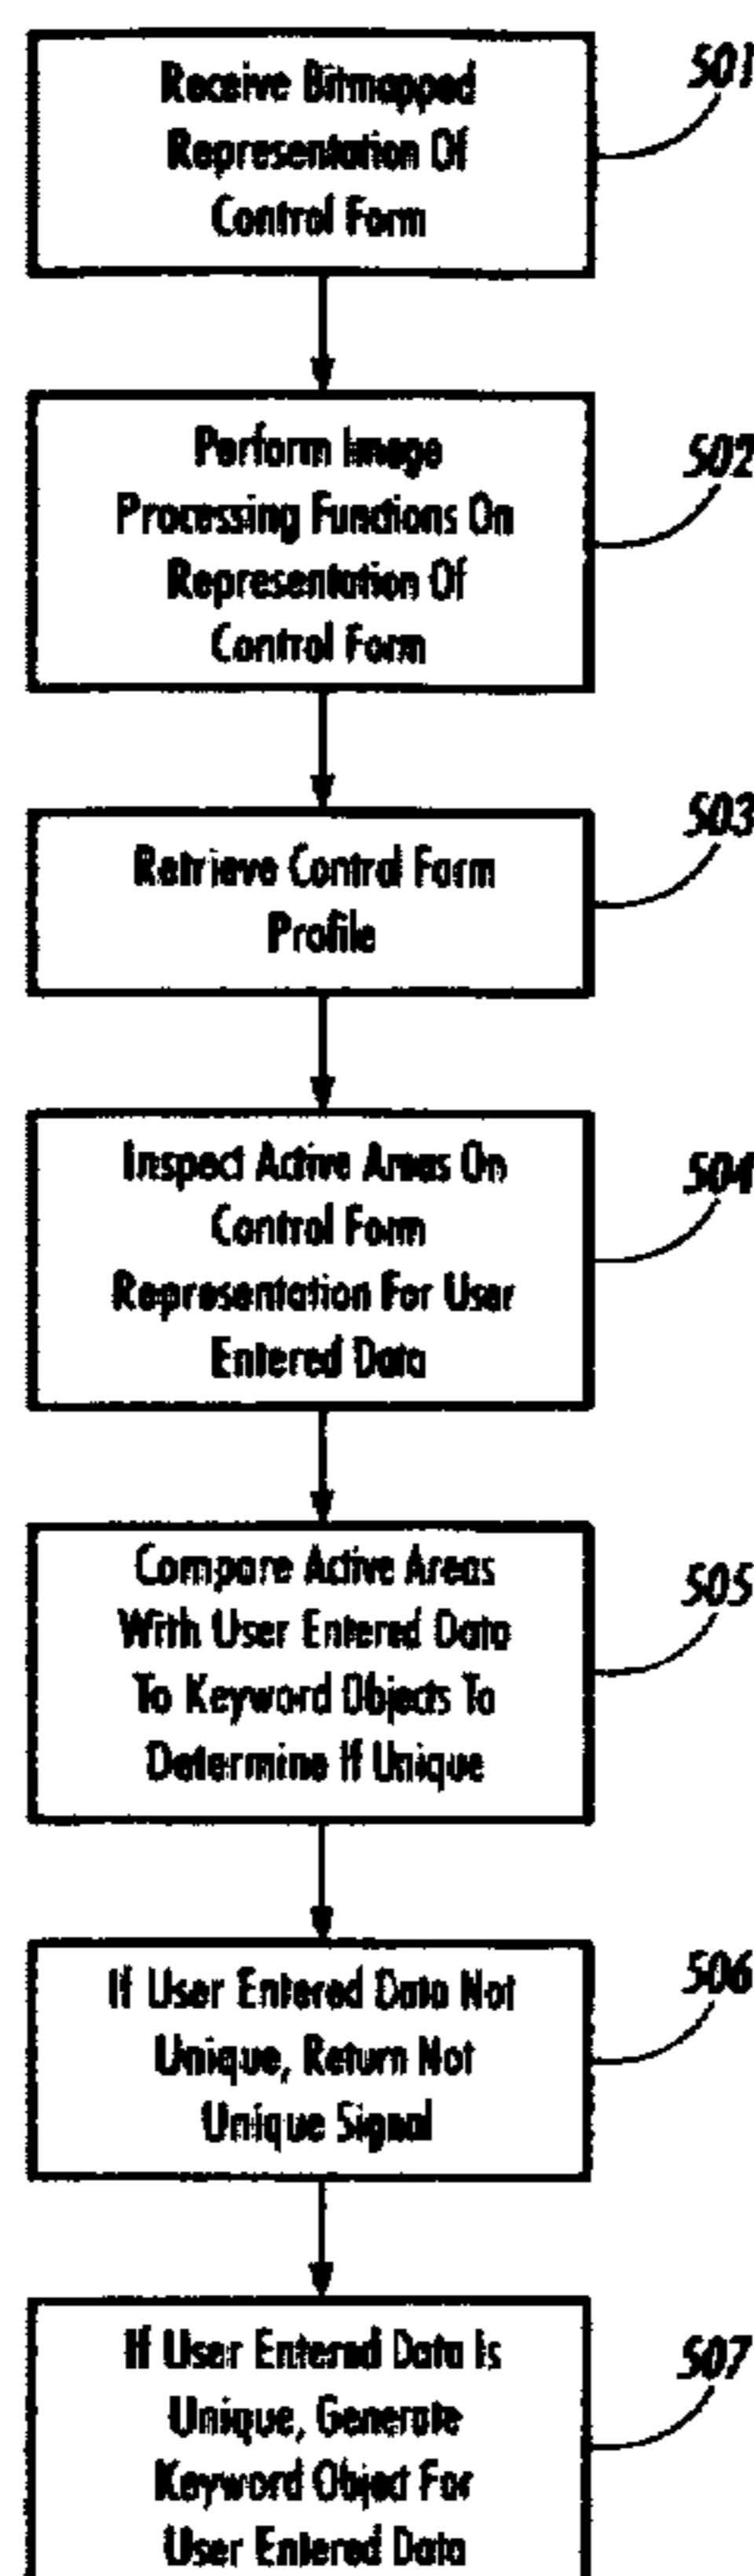 Receive Bitmapped
Representation Of
Control Form
501
Perform Image
Processing Functions On
Representation Of
Control Form
502
Retrieve Control Form
Profile
503
Inspect Active Areas On
Control Form
Representation For User
Entered Data
504
Compare Active Areas
With User Entered Data
To Keyword Objects To
Determine If Unique
505
If User Entered Data Not
Unique, Return Not
Unique Signal
506
If User Entered Data Is
Unique, Generate
Keyword Object For
User Entered Data
507